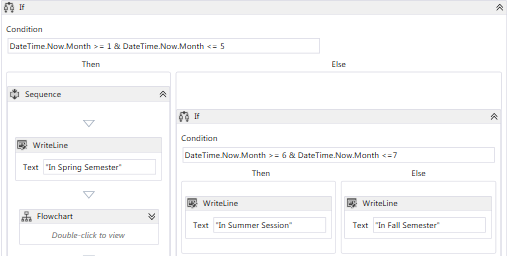 If
Condition
DateTime.Now.Month >= 1 & DateTime.Now.Month <= 5
Then
Else
Sequence
WriteLine
Text "In Spring Semester"
Flowchart
Double-click to view
If
Condition
DateTime.Now.Month >= 6 & DateTime.Now.Month <=7
Then
Else
WriteLine
Text "In Summer Session"
WriteLine
Text "In Fall Semester"